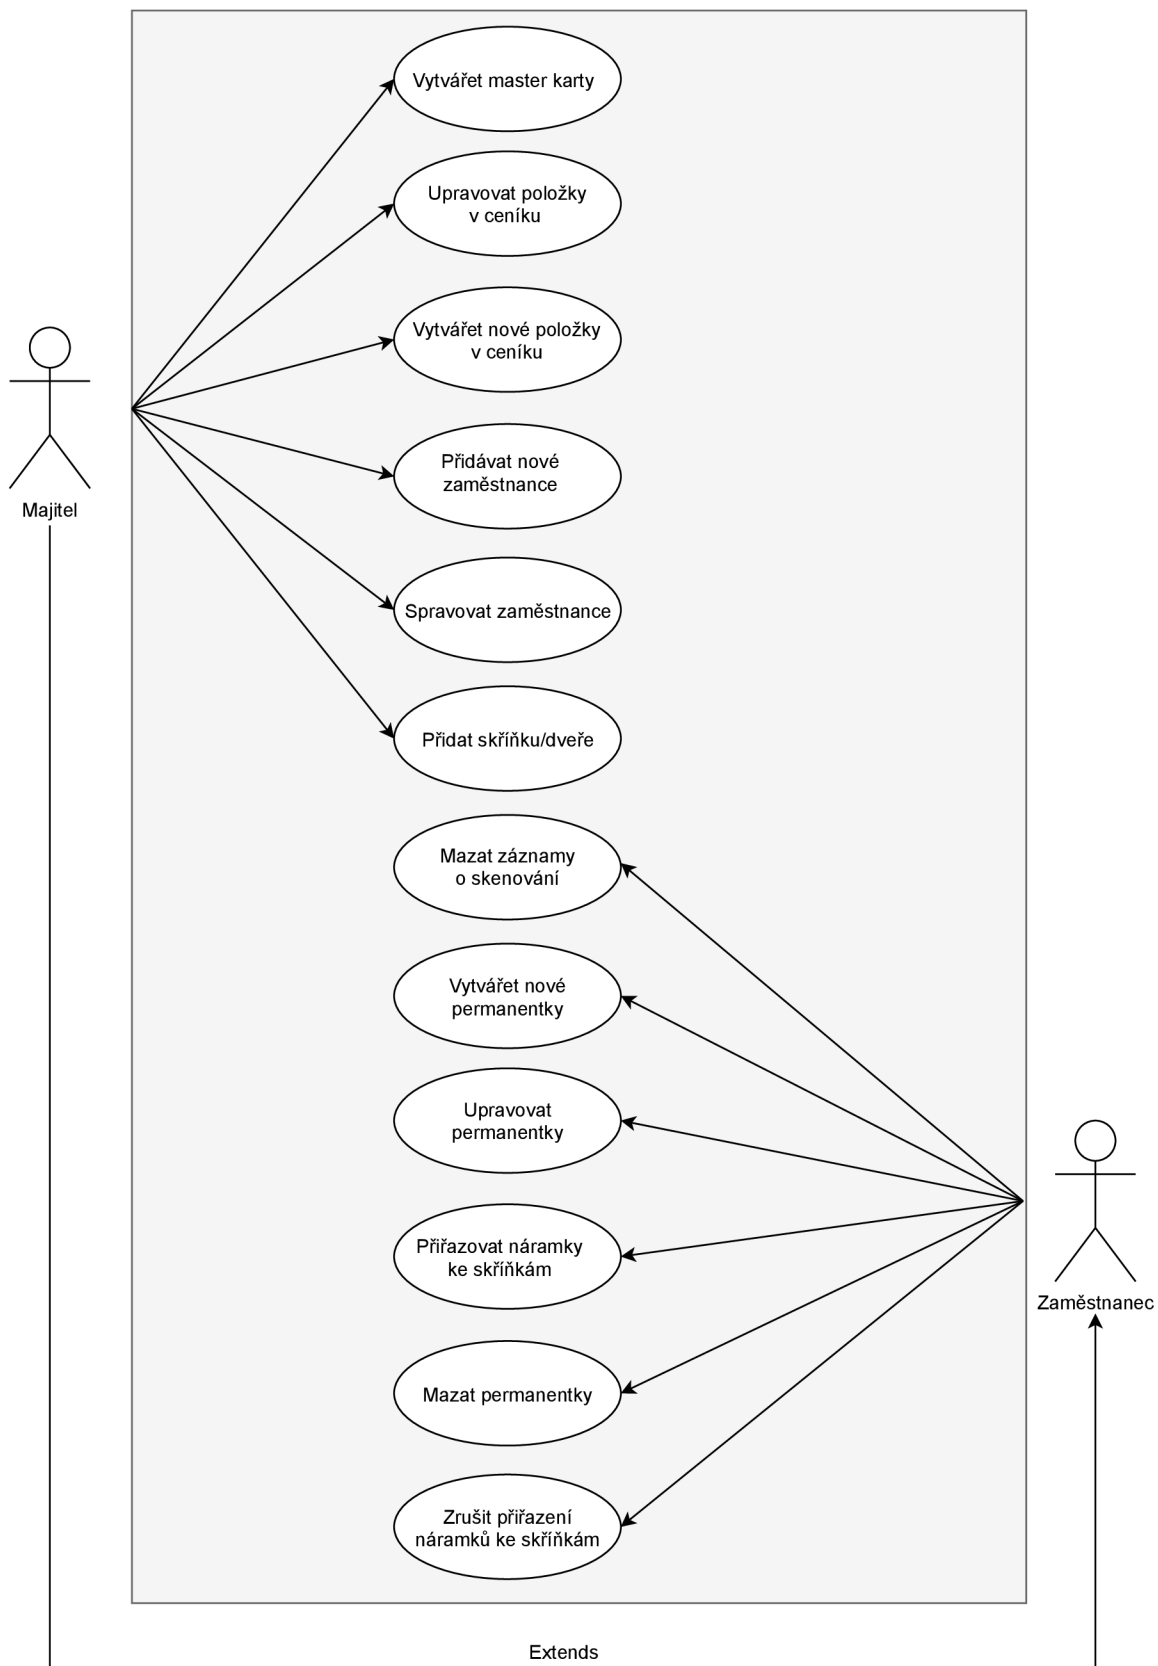 Vytvářet master karty
Upravovat položky
v ceníku
Vytvářet nové položky
v ceníku
Přidávat nové
zaměstnance
Majitel
Spravovat zaměstnance
Přidat skříňku/dveře
Mazat záznamy
o skenování
Vytvářet nové
permanentky
Upravovat
permanentky
Přiřazovat náramky
ke skříňkám
Zaměstnanec
Mazat permanentky
Zrušit přiřazení
náramků ke skříňkám
Extends